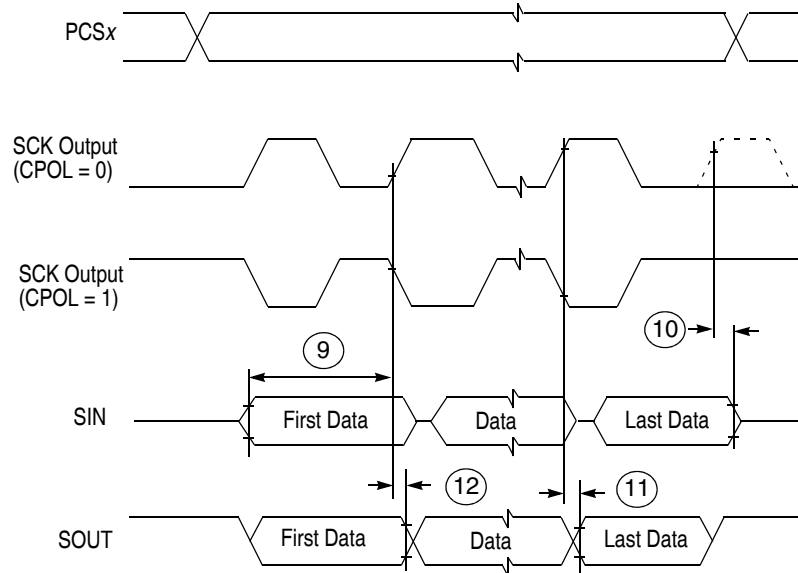 PCSx
SCK Output
(CPOL = 0)
SCK Output
(CPOL = 1)
10
9
SIN
First Data
Data
Last Data
12
11
SOUT
First Data
Data
Last Data